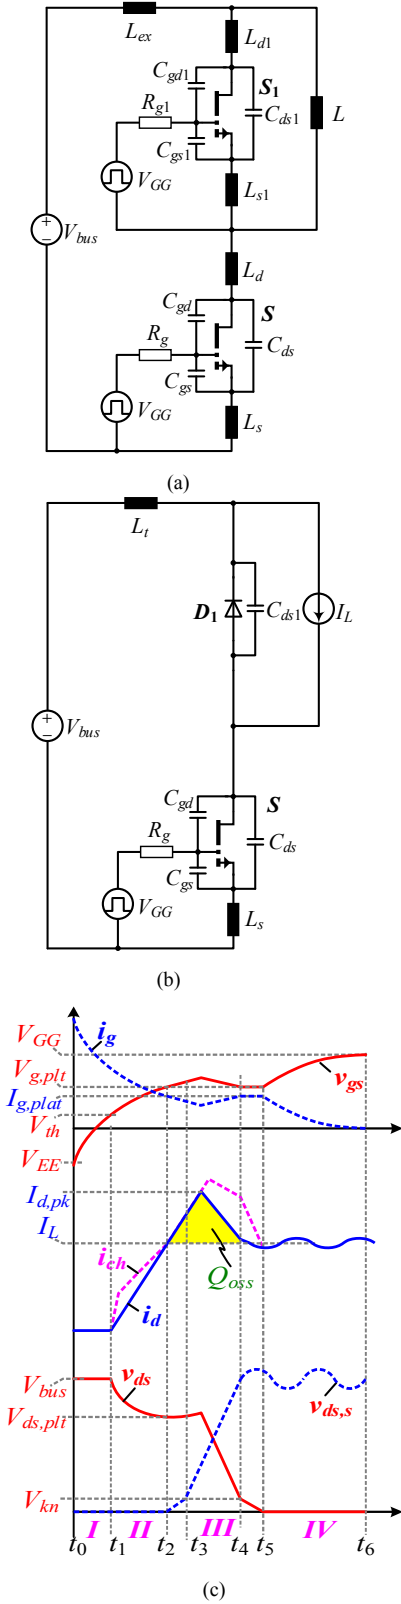 L_ex
L_d1
C_gd1
S_1
R_g1
C_ds1
L
C_gs1
V_GG
L_s1
V_bus
L_d
C_gd
S
R_g
C_ds
C_gs
V_GG
L_s
(a)
L_t
D_1
C_ds1
I_L
V_bus
C_gd
S
R_g
C_ds
C_gs
V_GG
L_s
(b)
V_GG
i_g
V_g,plt
v_gs
I_g,plat
V_th
V_EE
I_d,pk
I_L
i_ch
Q_oss
i_d
V_bus
v_ds
V_ds,plt
v_ds,s
V_kn
I II III IV
t_0 t_1 t_2 t_3 t_4 t_5 t_6
(c)